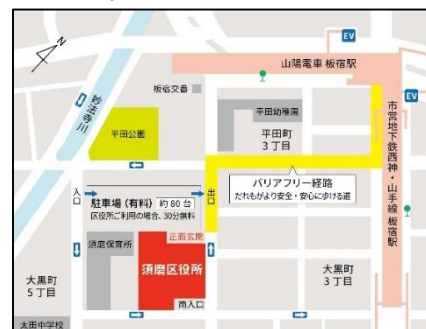 N
EV
山陽電車 板宿駅
EV
板宿交番
妙法寺川
平田公園
平田幼稚園
平田町
3丁目
市営地下鉄西神・山手線 板宿駅
バリアフリー経路
だれもがより安全・安心に歩ける道
入口
駐車場(有料) 約80台
区役所ご利用の場合、30分無料
出口
正面玄関
須磨保育所
須磨区役所
南入口
大黒町
5丁目
大黒町
3丁目
太田中学校